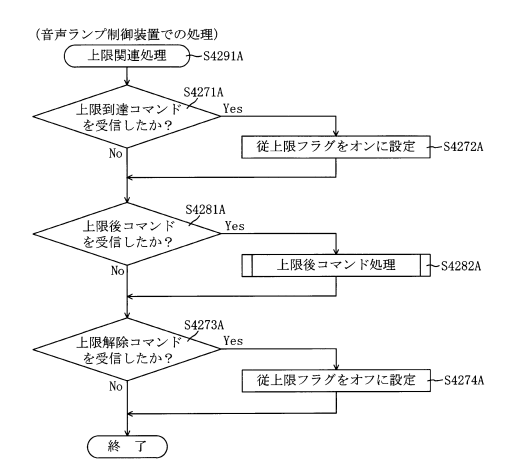 (音声ランプ制御装置での処理)
上限関連処理
S4291A
S4271A
上限到達コマンド
を受信したか?
Yes
No
従上限フラグをオンに設定
S4272A
S4281A
上限後コマンド
を受信したか?
Yes
No
上限後コマンド処理
S4282A
S4273A
上限解除コマンド
を受信したか?
Yes
No
従上限フラグをオフに設定
S4274A
終 了